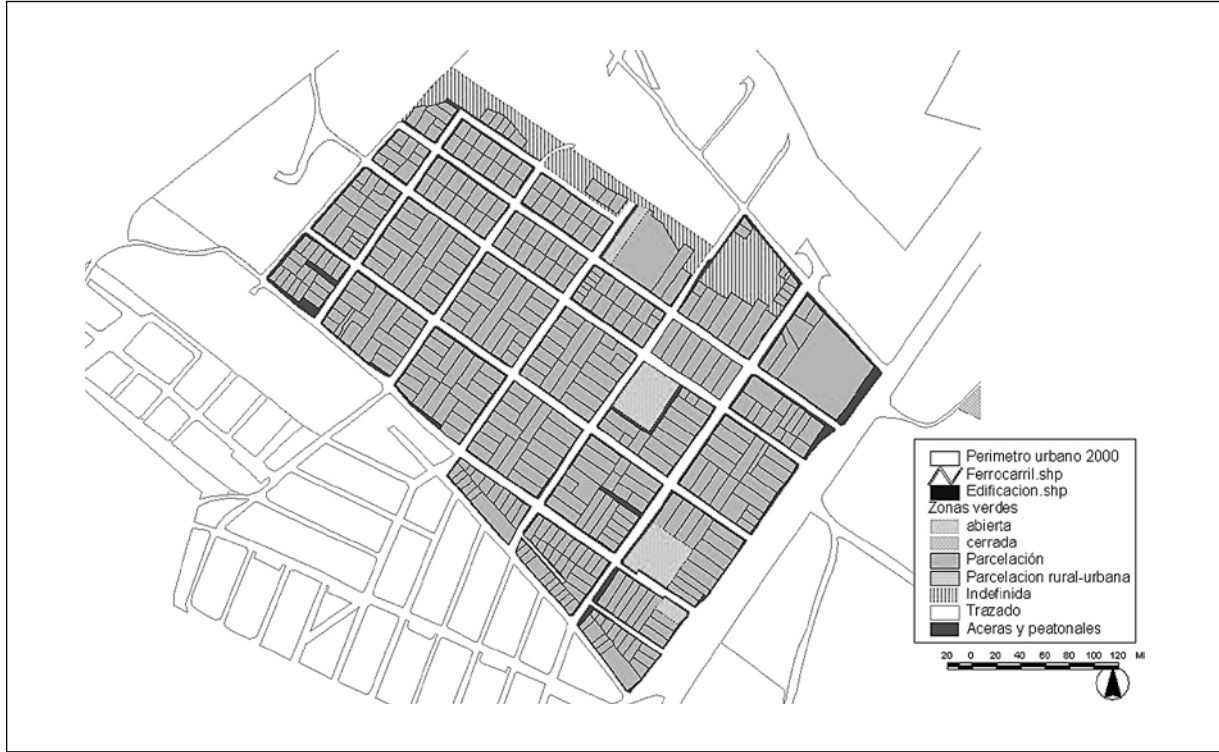 Perimetro urbano 2000
Ferrocarril.shp
Edificacion.shp
Zonas verdes
abierta
cerrada
Parcelación
Parcelacion rural-urbana
Indefinida
Trazado
Aceras y peatonales
20 0 20 40 60 80 100 120 Mi